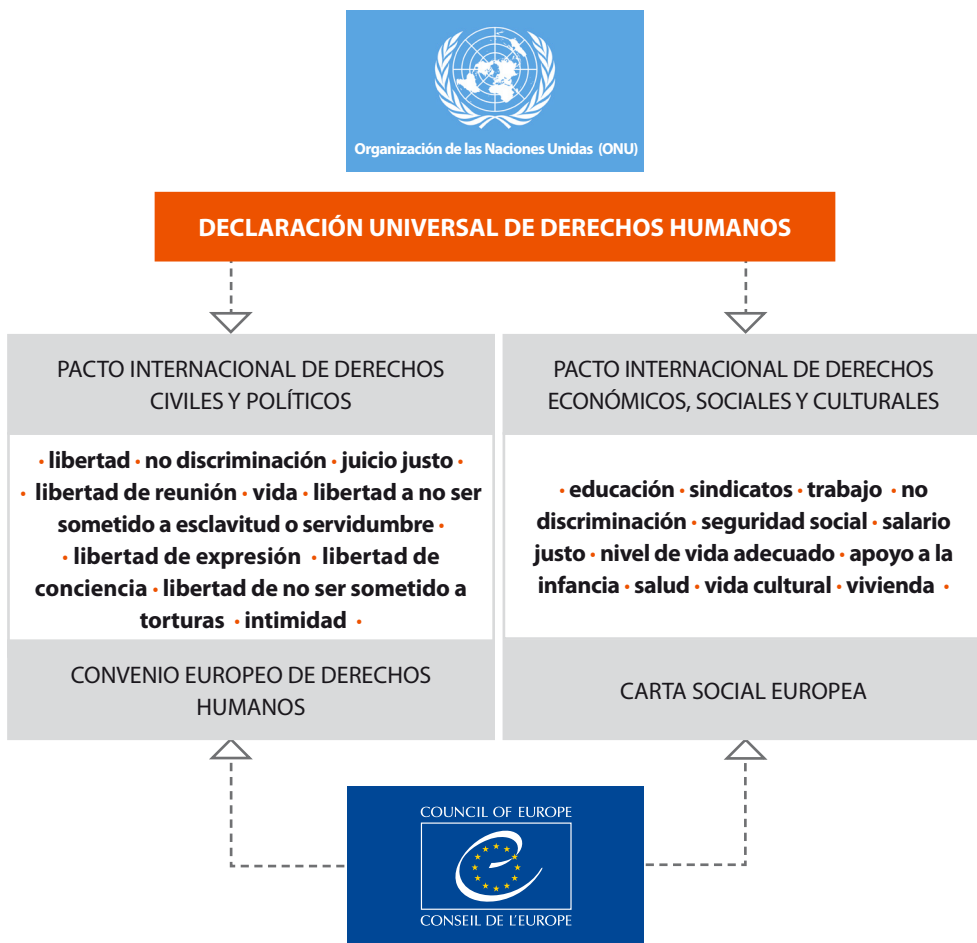 Organización de las Naciones Unidas (ONU)
DECLARACIÓN UNIVERSAL DE DERECHOS HUMANOS
PACTO INTERNACIONAL DE DERECHOS
CIVILES Y POLÍTICOS
· libertad · no discriminación · juicio justo ·
· libertad de reunión · vida · libertad a no ser
sometido a esclavitud o servidumbre ·
· libertad de expresión · libertad de
conciencia · libertad de no ser sometido a
torturas · intimidad ·
CONVENIO EUROPEO DE DERECHOS
HUMANOS
PACTO INTERNACIONAL DE DERECHOS
ECONÓMICOS, SOCIALES Y CULTURALES
· educación · sindicatos · trabajo · no
discriminación · seguridad social · salario
justo · nivel de vida adecuado · apoyo a la
infancia · salud · vida cultural · vivienda ·
CARTA SOCIAL EUROPEA
COUNCIL OF EUROPE
CONSEIL DE L'EUROPE